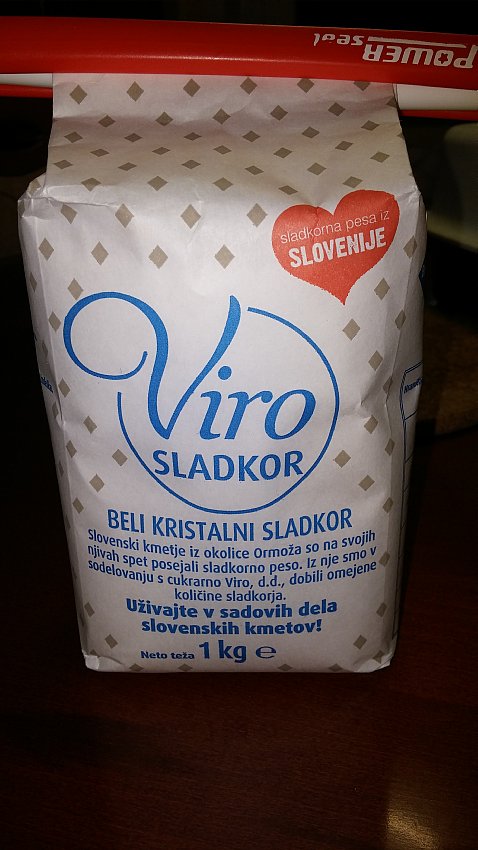 POWER
Seal
sladkorna pesa iz
SLOVENIJE
Viro
SLADKOR
BELI KRISTALNI SLADKOR
Slovenski kmetje iz okolice Ormoža so na svojih
njivah spet posejali sladkorno peso. Iz nje smo v
sodelovanju s cukrarno Viro, d.d., dobili omejene
količine sladkorja.
Uživajte v sadovih dela
slovenskih kmetov!
Neto teža 1 kg ℮